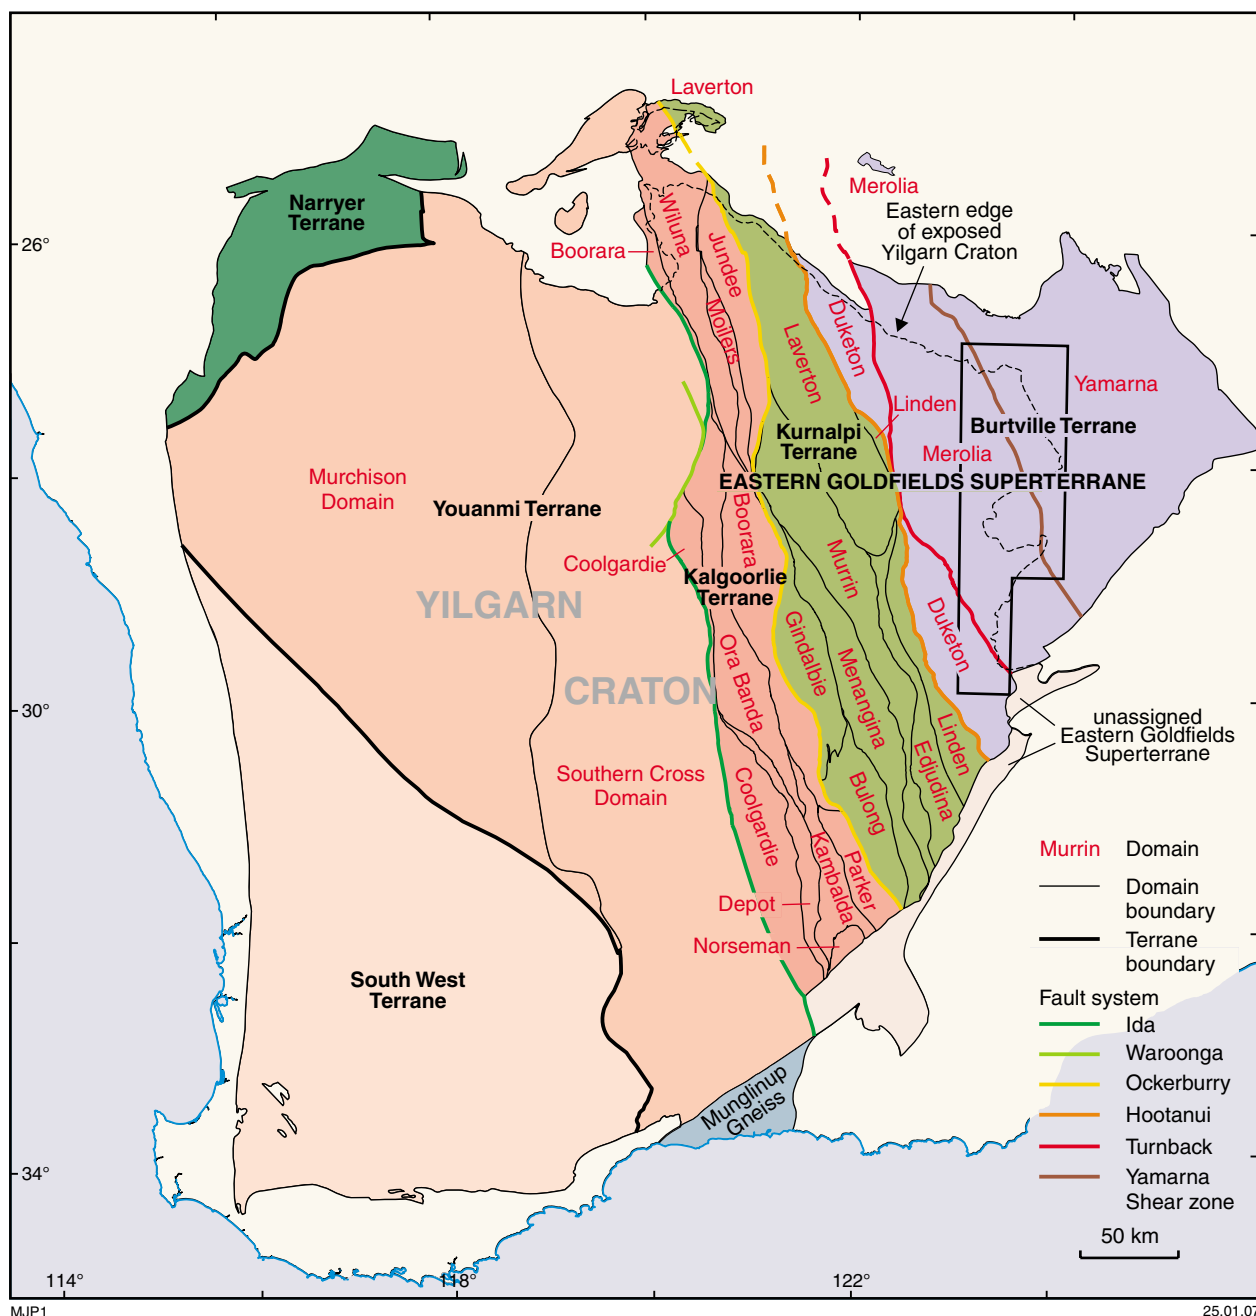 Laverton
Merolia
Eastern edge
of exposed
Yilgarn Craton
Narryer
Terrane
26°
Boorara
Wiluna
Jundee
Moilers
Laverton
Duketon
Linden
Yamarna
Kurnalpi
Terrane
Burtville Terrane
Merolia
EASTERN GOLDFIELDS SUPERTERRANE
Murchison
Domain
Youanmi Terrane
Boorara
Coolgardie
Murrin
Kalgoorlie
Terrane
YILGARN
Gindalbie
Duketon
Ora Banda
Menangina
CRATON
30°
Linden
unassigned
Eastern Goldfields
Superterrane
Edjudina
Southern Cross
Domain
Bulong
Coolgardie
Kambalda
Parker
Depot
Norseman
South West
Terrane
Munglinup
Gneiss
34°
Murrin Domain
Domain
boundary
Terrane
boundary
Fault system
Ida
Waroonga
Ockerburry
Hootanui
Turnback
Yamarna
Shear zone
50 km
114°
118°
122°
MJP1
25.01.07